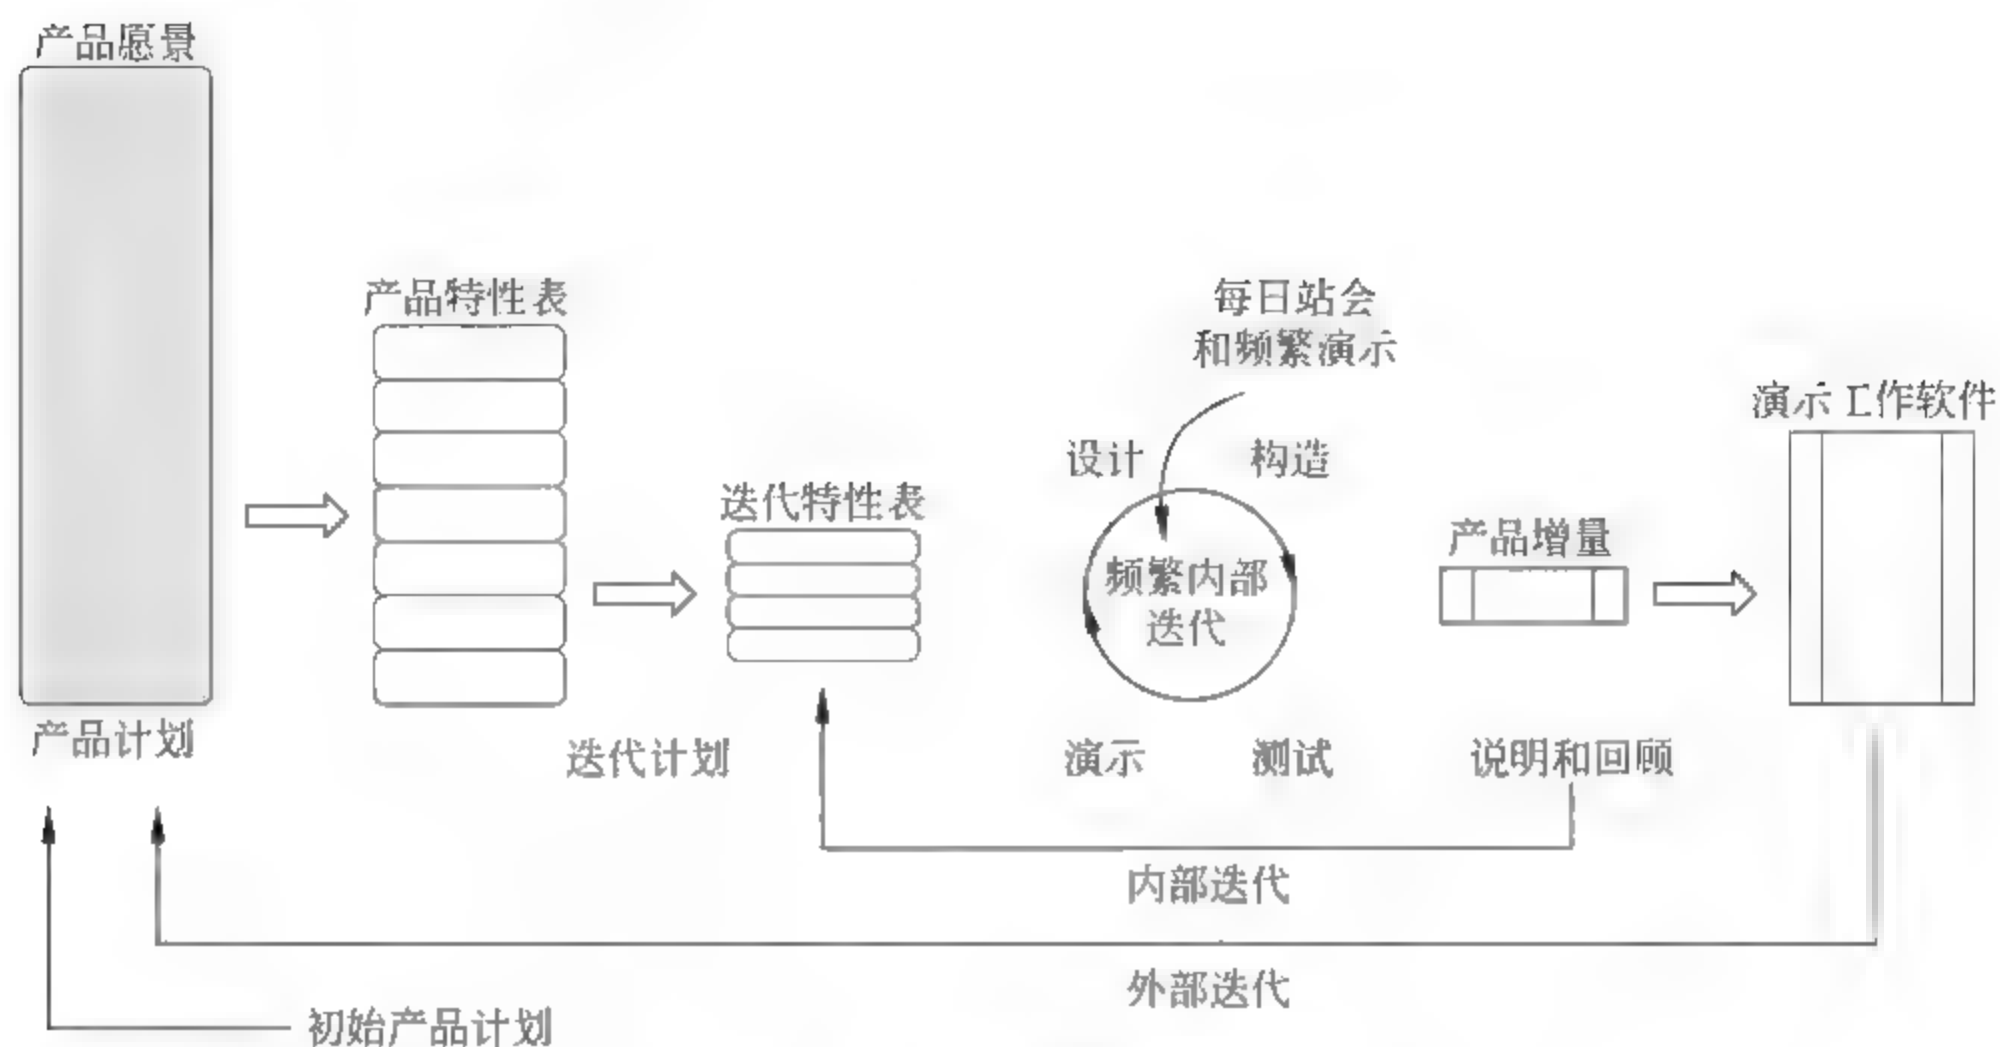 产品愿景
产品特性表
每日站会
和频繁演示
演示工作软件
设计
构造
迭代特性表
产品增量
频繁内部
迭代
产品计划
迭代计划
演示
测试
说明和回顾
内部迭代
外部迭代
初始产品计划